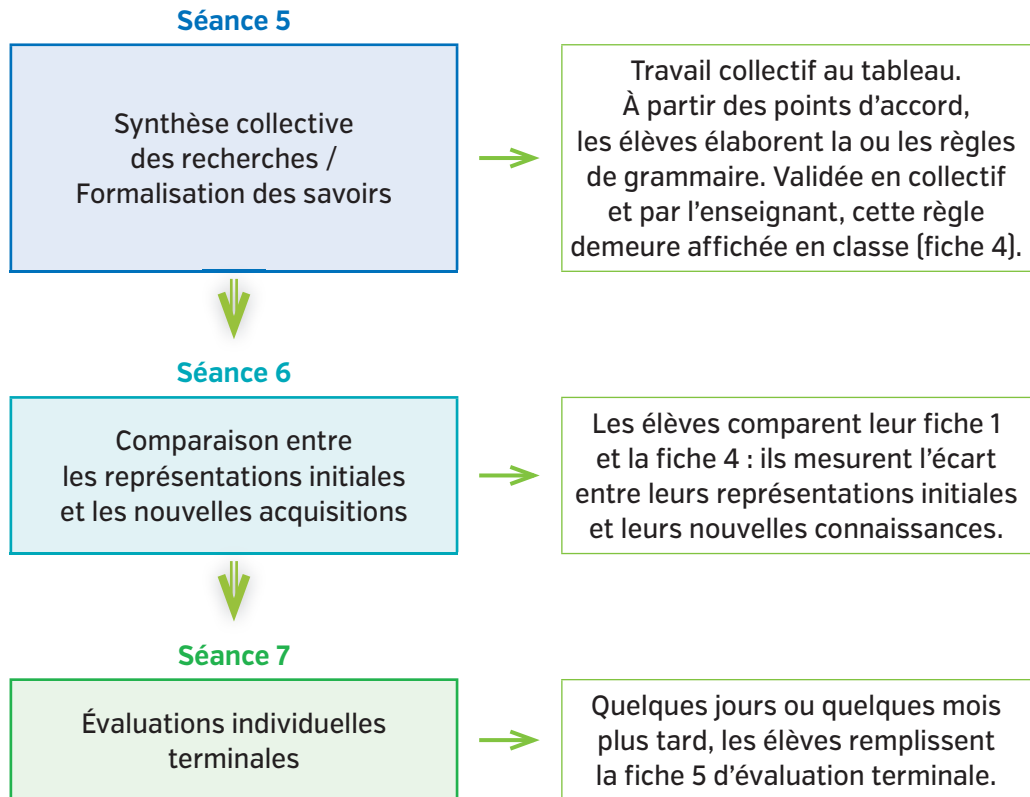 Séance 5
Synthèse collective
des recherches /
Formalisation des savoirs
Travail collectif au tableau.
À partir des points d’accord,
les élèves élaborent la ou les règles
de grammaire. Validée en collectif
et par l’enseignant, cette règle
demeure affichée en classe (fiche 4).
Séance 6
Comparaison entre
les représentations initiales
et les nouvelles acquisitions
Les élèves comparent leur fiche 1
et la fiche 4 : ils mesurent l’écart
entre leurs représentations initiales
et leurs nouvelles connaissances.
Séance 7
Évaluations individuelles
terminales
Quelques jours ou quelques mois
plus tard, les élèves remplissent
la fiche 5 d’évaluation terminale.